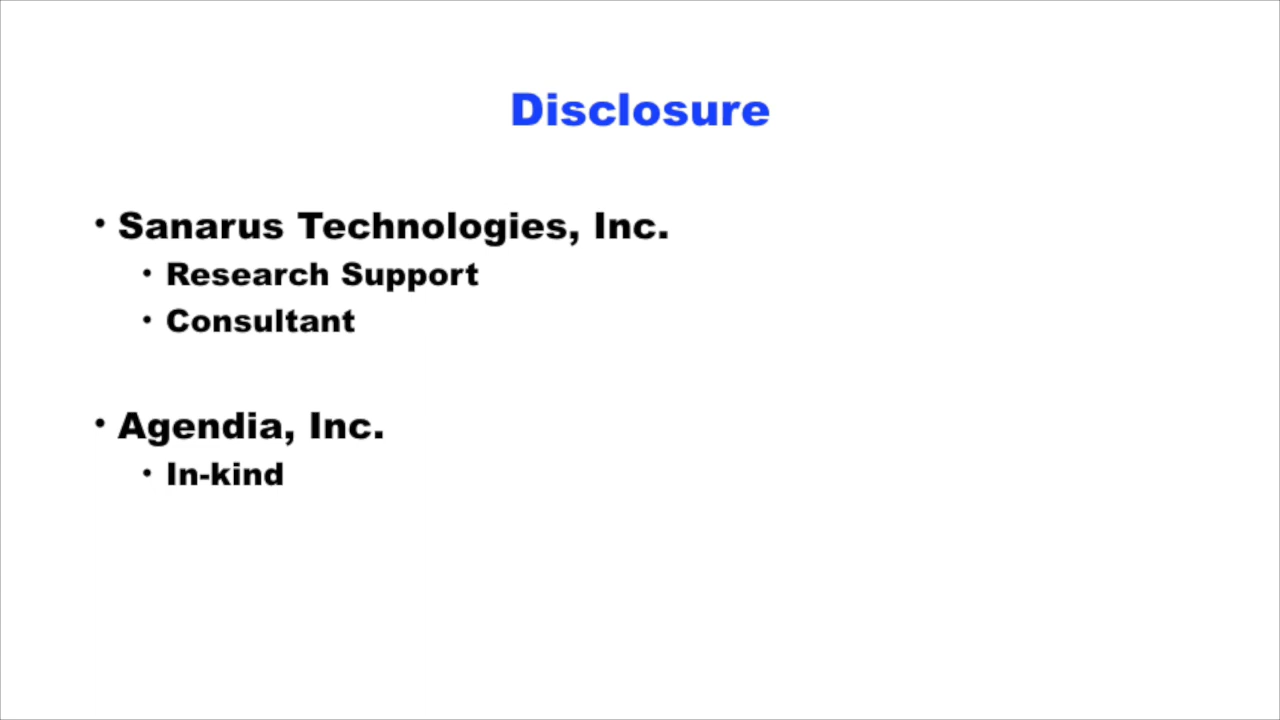 Disclosure
• Sanarus Technologies, Inc.
• Research Support
• Consultant
• Agendia, Inc.
• In-kind